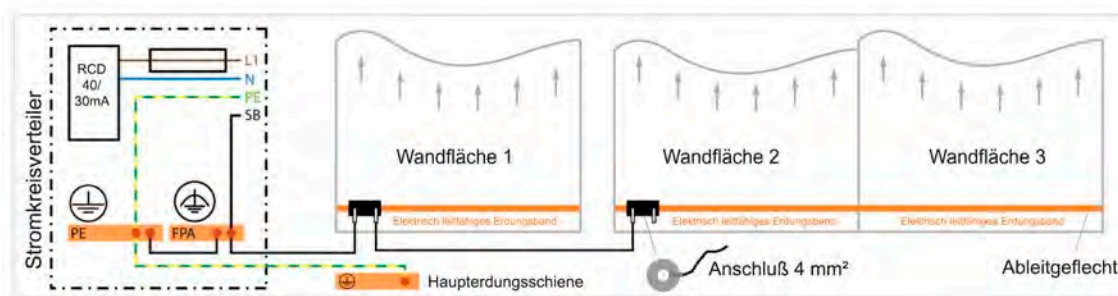 Stromkreisverteiler
RCD
40/
30mA
L1
N
PE
SB
PE
FPA
Wandfläche 1
Wandfläche 2
Wandfläche 3
Elektrisch leitfähiges Erdungsband
Elektrisch leitfähiges Erdungsband
Elektrisch leitfähiges Erdungsband
Haupterdungsschiene
Anschluß 4 mm²
Ableitgeflecht